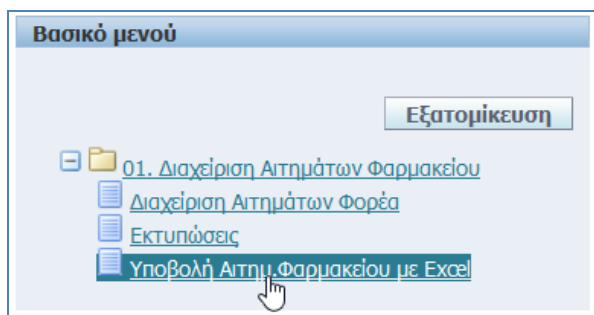 Βασικό μενού
Εξατομίκευση
01. Διαχείριση Αιτημάτων Φαρμακείου
Διαχείριση Αιτημάτων Φορέα
Εκτυπώσεις
Υποβολή Αιτημ.Φαρμακείου με Excel